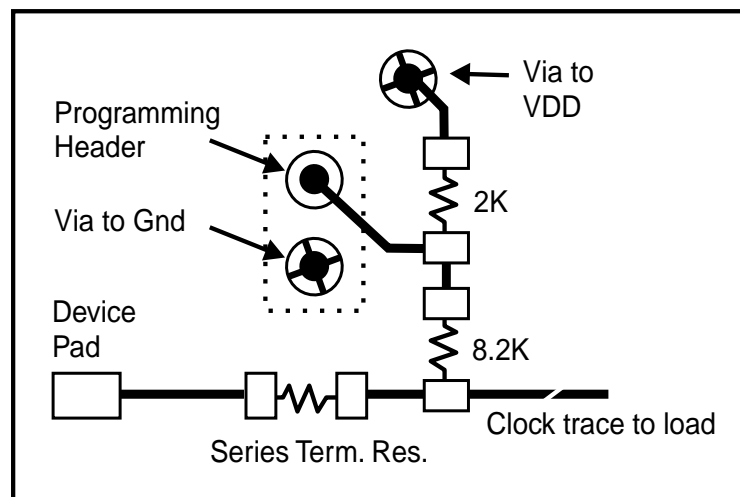 Via to
VDD
Programming
Header
2K
Via to Gnd
Device
Pad
8.2K
Clock trace to load
Series Term. Res.